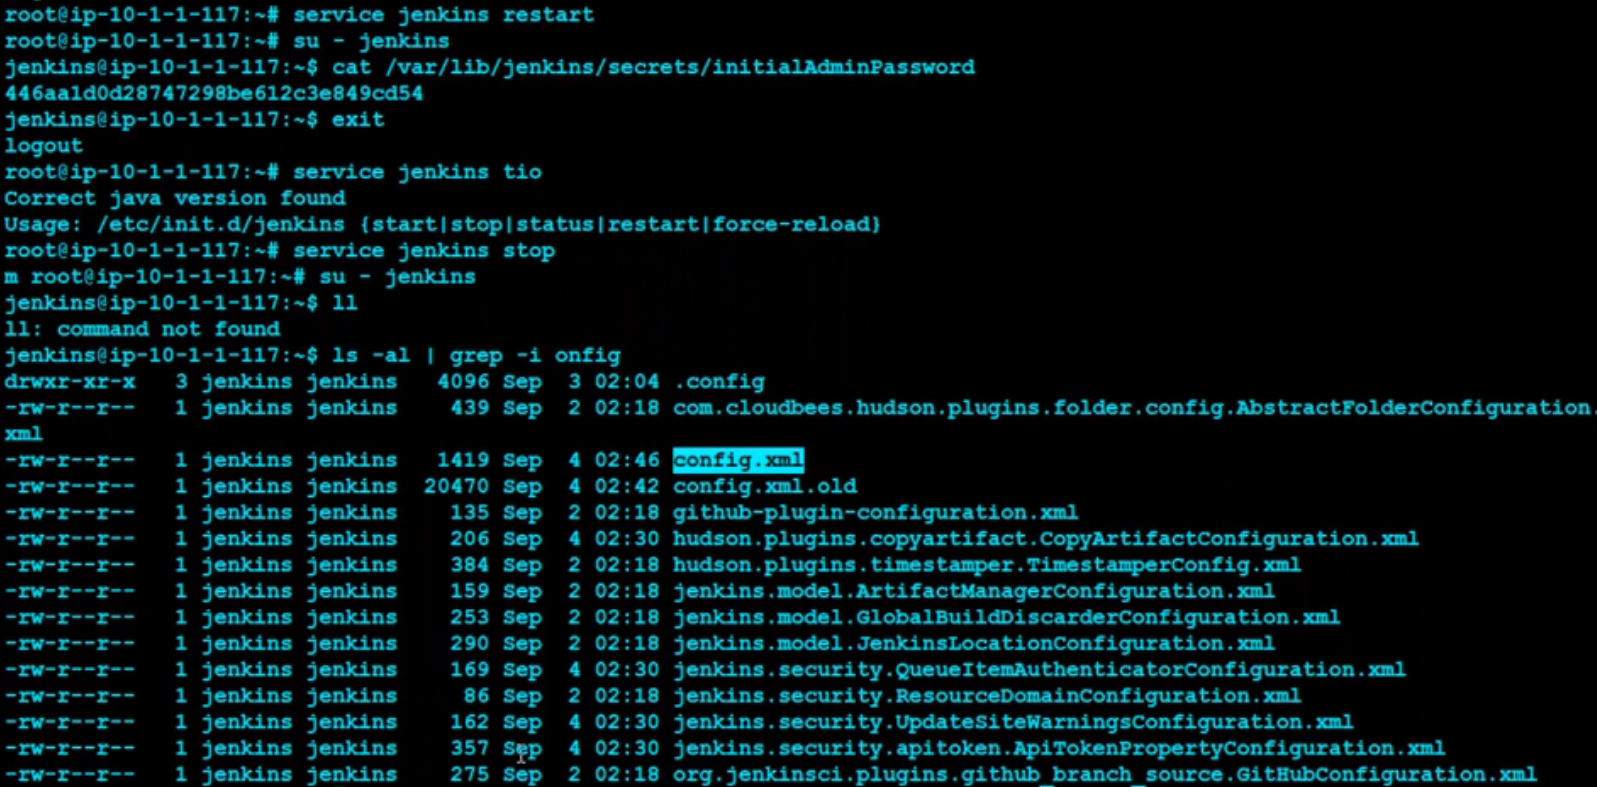 root@ip-10-1-1-117:~# service jenkins restart
root@ip-10-1-1-117:~# su - jenkins
jenkins@ip-10-1-1-117:~$ cat /var/lib/jenkins/secrets/initialAdminPassword
446aa1d0d28747298be612c3e849cd54
jenkins@ip-10-1-1-117:~$ exit
logout
root@ip-10-1-1-117:~# service jenkins tio
Correct java version found
Usage: /etc/init.d/jenkins {start|stop|status|restart|force-reload}
root@ip-10-1-1-117:~# service jenkins stop
m root@ip-10-1-1-117:~# su - jenkins
jenkins@ip-10-1-1-117:~$ ll
ll: command not found
jenkins@ip-10-1-1-117:~$ ls -al | grep -i onfig
drwxr-xr-x   3 jenkins jenkins   4096 Sep  3 02:04 .config
-rw-r--r--   1 jenkins jenkins    439 Sep  2 02:18 com.cloudbees.hudson.plugins.folder.config.AbstractFolderConfiguration.
xml
-rw-r--r--   1 jenkins jenkins   1419 Sep  4 02:46 config.xml
-rw-r--r--   1 jenkins jenkins  20470 Sep  4 02:42 config.xml.old
-rw-r--r--   1 jenkins jenkins    135 Sep  2 02:18 github-plugin-configuration.xml
-rw-r--r--   1 jenkins jenkins    206 Sep  4 02:30 hudson.plugins.copyartifact.CopyArtifactConfiguration.xml
-rw-r--r--   1 jenkins jenkins    384 Sep  2 02:18 hudson.plugins.timestamper.TimestamperConfig.xml
-rw-r--r--   1 jenkins jenkins    159 Sep  2 02:18 jenkins.model.ArtifactManagerConfiguration.xml
-rw-r--r--   1 jenkins jenkins    253 Sep  2 02:18 jenkins.model.GlobalBuildDiscarderConfiguration.xml
-rw-r--r--   1 jenkins jenkins    290 Sep  2 02:18 jenkins.model.JenkinsLocationConfiguration.xml
-rw-r--r--   1 jenkins jenkins    169 Sep  4 02:30 jenkins.security.QueueItemAuthenticatorConfiguration.xml
-rw-r--r--   1 jenkins jenkins     86 Sep  2 02:18 jenkins.security.ResourceDomainConfiguration.xml
-rw-r--r--   1 jenkins jenkins    162 Sep  4 02:30 jenkins.security.UpdateSiteWarningsConfiguration.xml
-rw-r--r--   1 jenkins jenkins    357 Sep  4 02:30 jenkins.security.apitoken.ApiTokenPropertyConfiguration.xml
-rw-r--r--   1 jenkins jenkins    275 Sep  2 02:18 org.jenkinsci.plugins.github_branch_source.GitHubConfiguration.xml